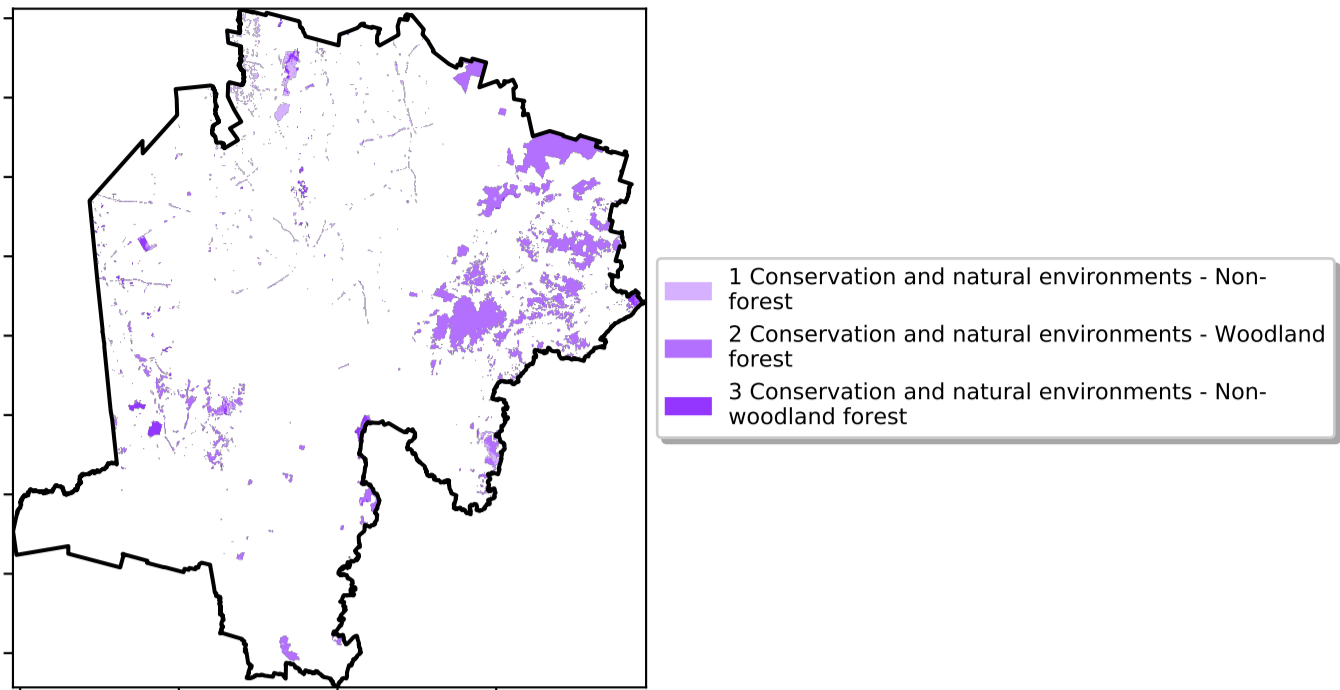 1 Conservation and natural environments - Non-
forest
2 Conservation and natural environments - Woodland
forest
3 Conservation and natural environments - Non-
woodland forest